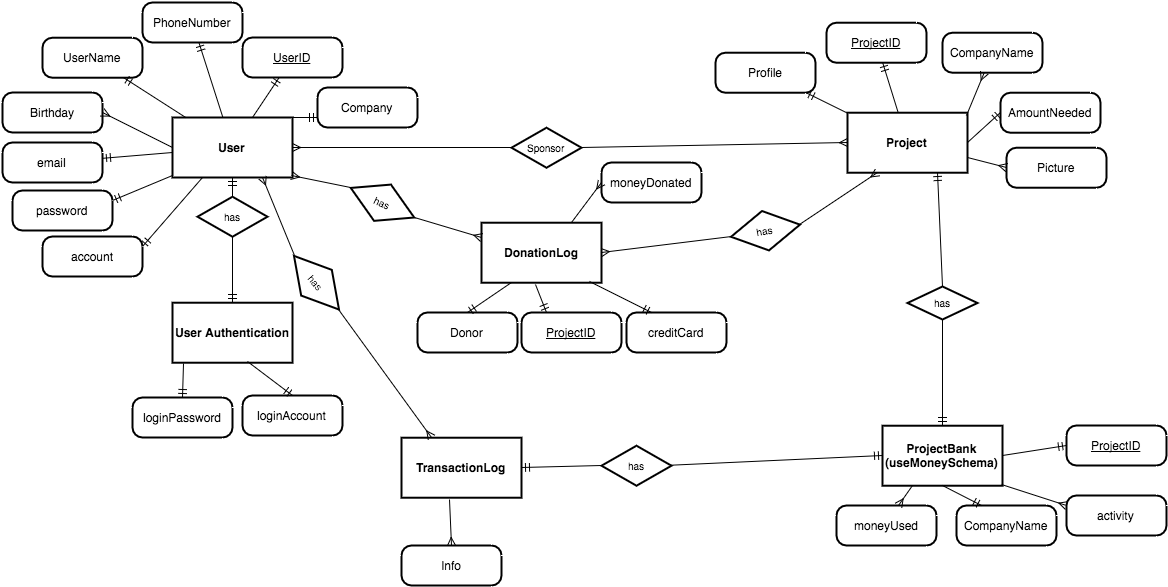 PhoneNumber
UserName
UserID
Birthday
Company
email
User
password
account
has
User Authentication
loginPassword
loginAccount
Sponsor
has
has
moneyDonated
DonationLog
Donor
ProjectID
creditCard
has
Profile
ProjectID
CompanyName
AmountNeeded
Project
Picture
has
TransactionLog
Info
has
ProjectBank
(useMoneySchema)
ProjectID
moneyUsed
CompanyName
activity